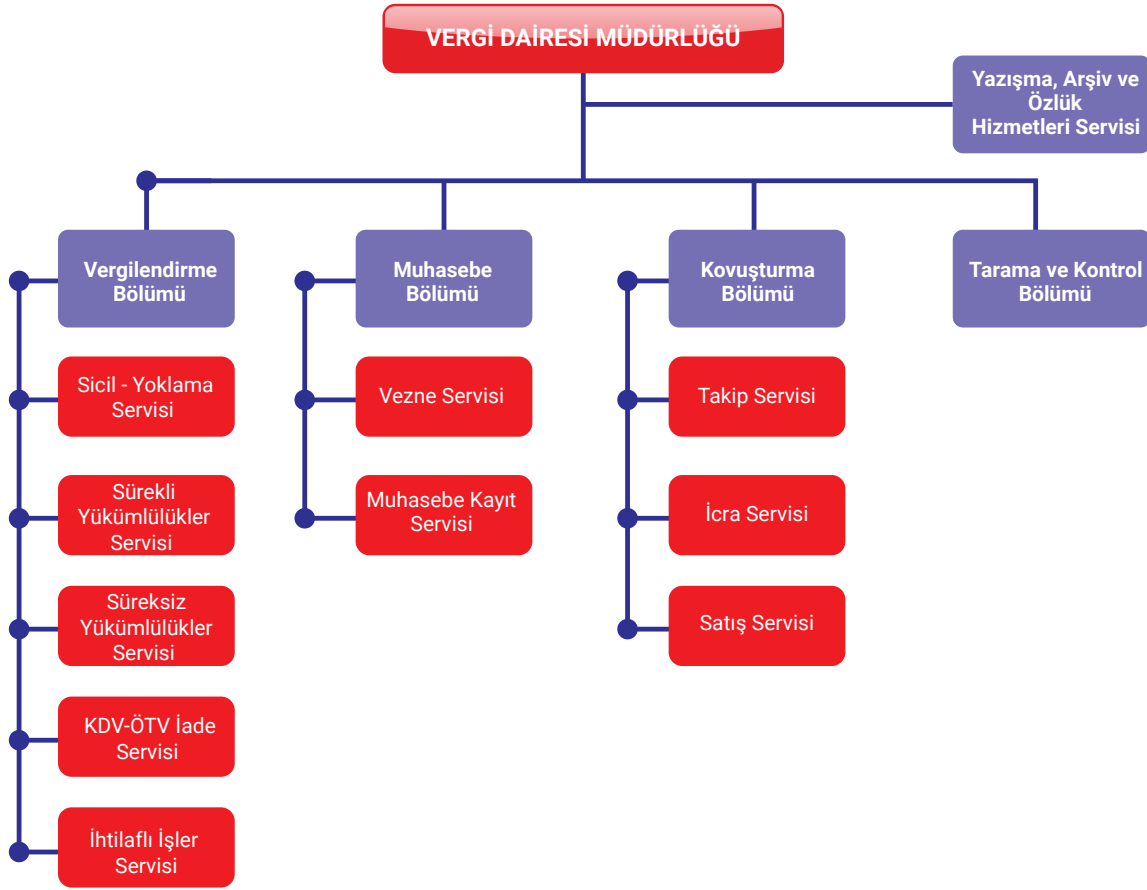 VERGİ DAİRESİ MÜDÜRLÜĞÜ
Yazışma, Arşiv ve
Özlük
Hizmetleri Servisi
Vergilendirme
Bölümü
Muhasebe
Bölümü
Kovuşturma
Bölümü
Tarama ve Kontrol
Bölümü
Sicil - Yoklama
Servisi
Vezne Servisi
Takip Servisi
Sürekli
Yükümlülükler
Servisi
Muhasebe Kayıt
Servisi
İcra Servisi
Süreksiz
Yükümlülükler
Servisi
Satış Servisi
KDV-ÖTV İade
Servisi
İhtilaflı İşler
Servisi